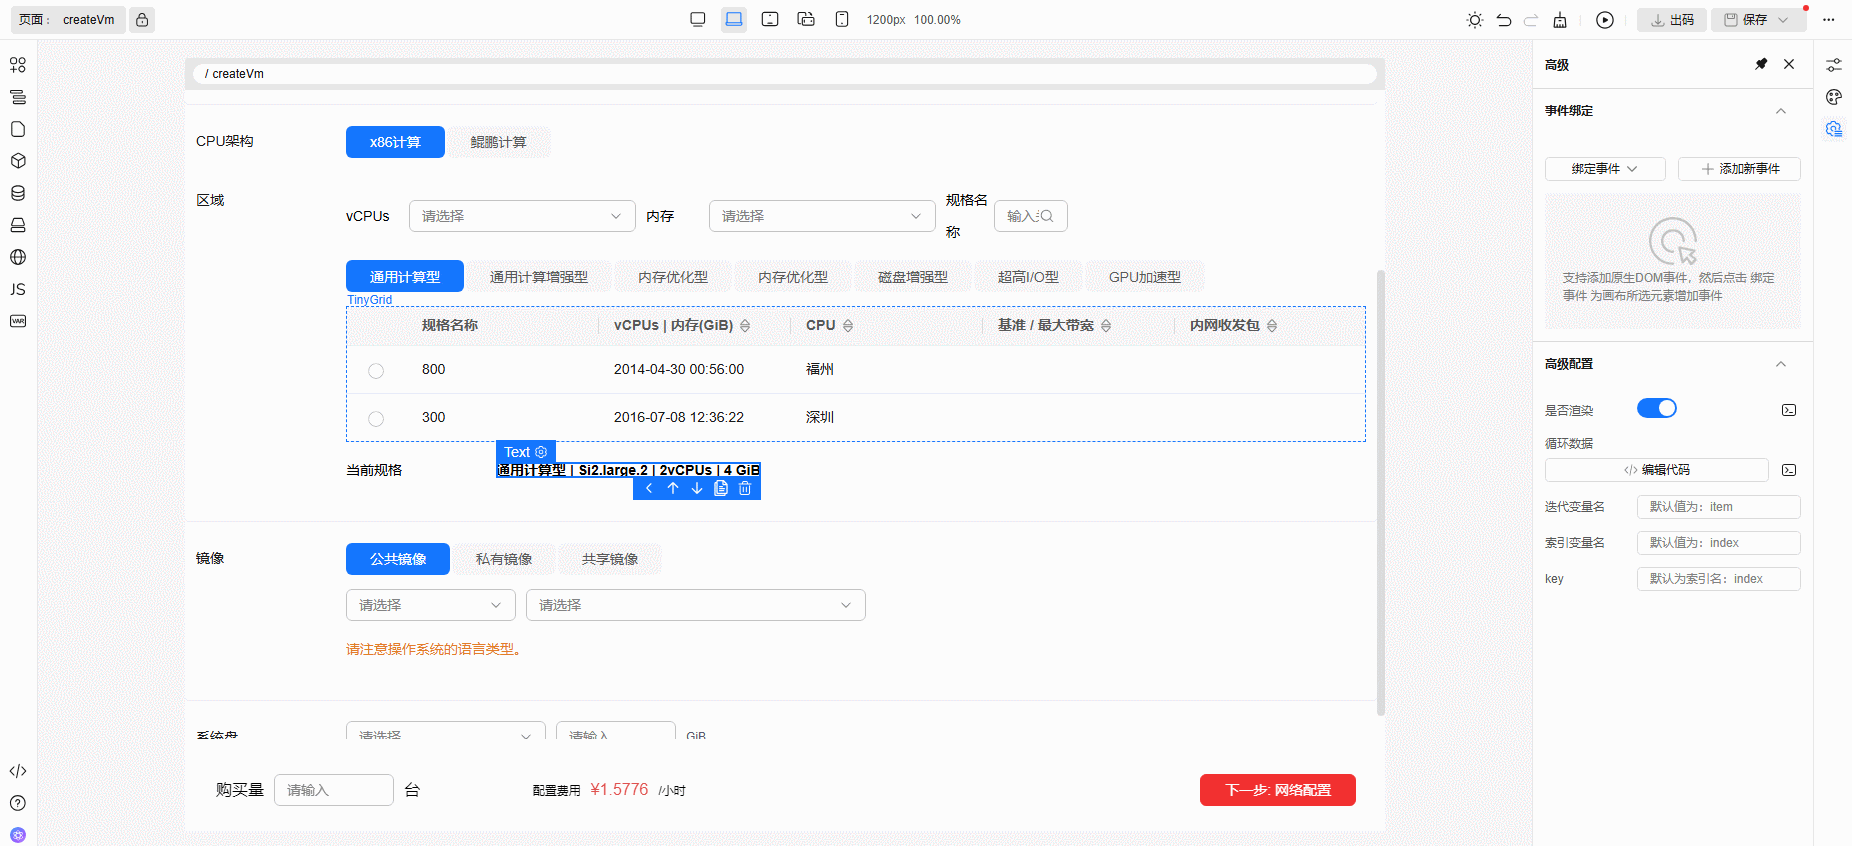 页面： createVm
1200px 100.00%
出码
保存
/ createVm
CPU架构
x86计算
鲲鹏计算
区域
vCPUs
请选择
内存
请选择
规格名
称
通用计算型
通用计算增强型
内存优化型
内存优化型
磁盘增强型
超高I/O型
GPU加速型
TinyGrid
规格名称
vCPUs | 内存(GiB)
CPU
基准 / 最大带宽
内网收发包
800
2014-04-30 00:56:00
福州
300
2016-07-08 12:36:22
深圳
Text
当前规格
通用计算型 | Si2.large.2 | 2vCPUs | 4 GiB
镜像
公共镜像
私有镜像
共享镜像
请选择
请选择
请注意操作系统的语言类型。
系统盘
请选择
请输入
GiB
购买量
请输入
台
配置费用 ¥1.5776 /小时
下一步: 网络配置
高级
事件绑定
绑定事件
添加新事件
支持添加原生DOM事件，然后点击 绑定
事件 为画布所选元素增加事件
高级配置
是否渲染
循环数据
</> 编辑代码
迭代变量名
默认值为：item
索引变量名
默认值为：index
key
默认为索引名：index
JS
VAR